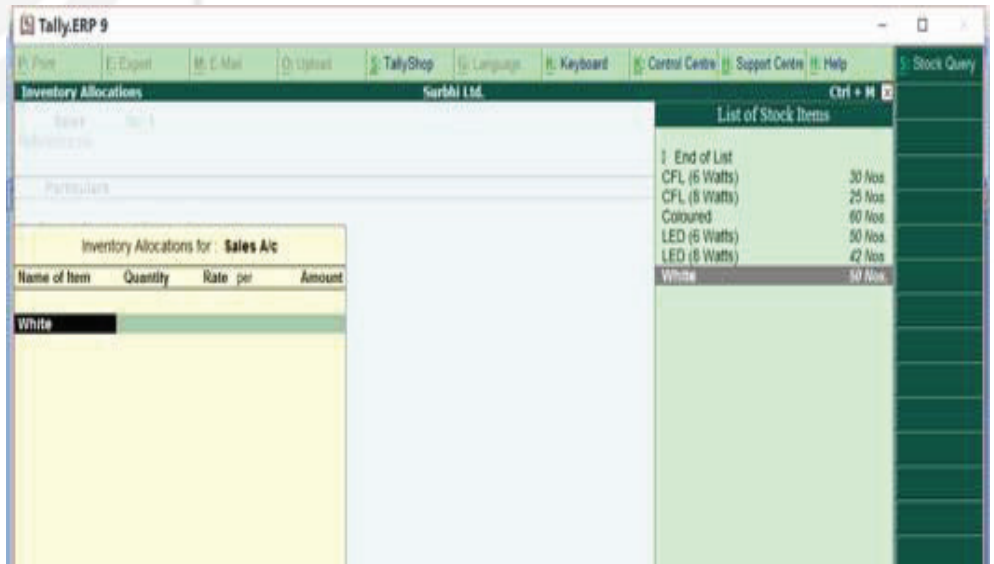 Tally.ERP 9
P: Print E: Export M: E-Mail O: Upload S: TallyShop G: Language K: Keyboard K: Control Centre H: Support Centre H: Help S: Stock Query
Inventory Allocations Surbhi Ltd. Ctrl + M
List of Stock Items
Sales No. 1
End of List
CFL (6 Watts) 30 Nos
CFL (8 Watts) 25 Nos
Particulars
Coloured 60 Nos
LED (6 Watts) 50 Nos
LED (8 Watts) 42 Nos
White 50 Nos.
Inventory Allocations for : Sales A/c
Name of Item Quantity Rate per Amount
White